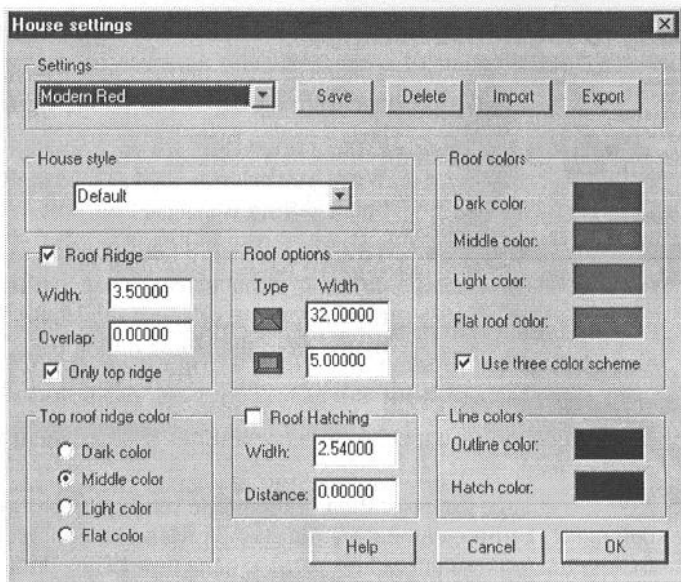 House settings
Settings
Modern Red
Save
Delete
Import
Export
House style
Default
Roof colors
Dark color:
Middle color:
Light color:
Flat roof color:
Use three color scheme
Roof Ridge
Width: 3.50000
Overlap: 0.00000
Only top ridge
Roof options
Type Width
32.00000
5.00000
Top roof ridge color
Dark color
Middle color
Light color
Flat color
Roof Hatching
Width: 2.54000
Distance: 0.00000
Line colors
Outline color:
Hatch color:
Help
Cancel
OK